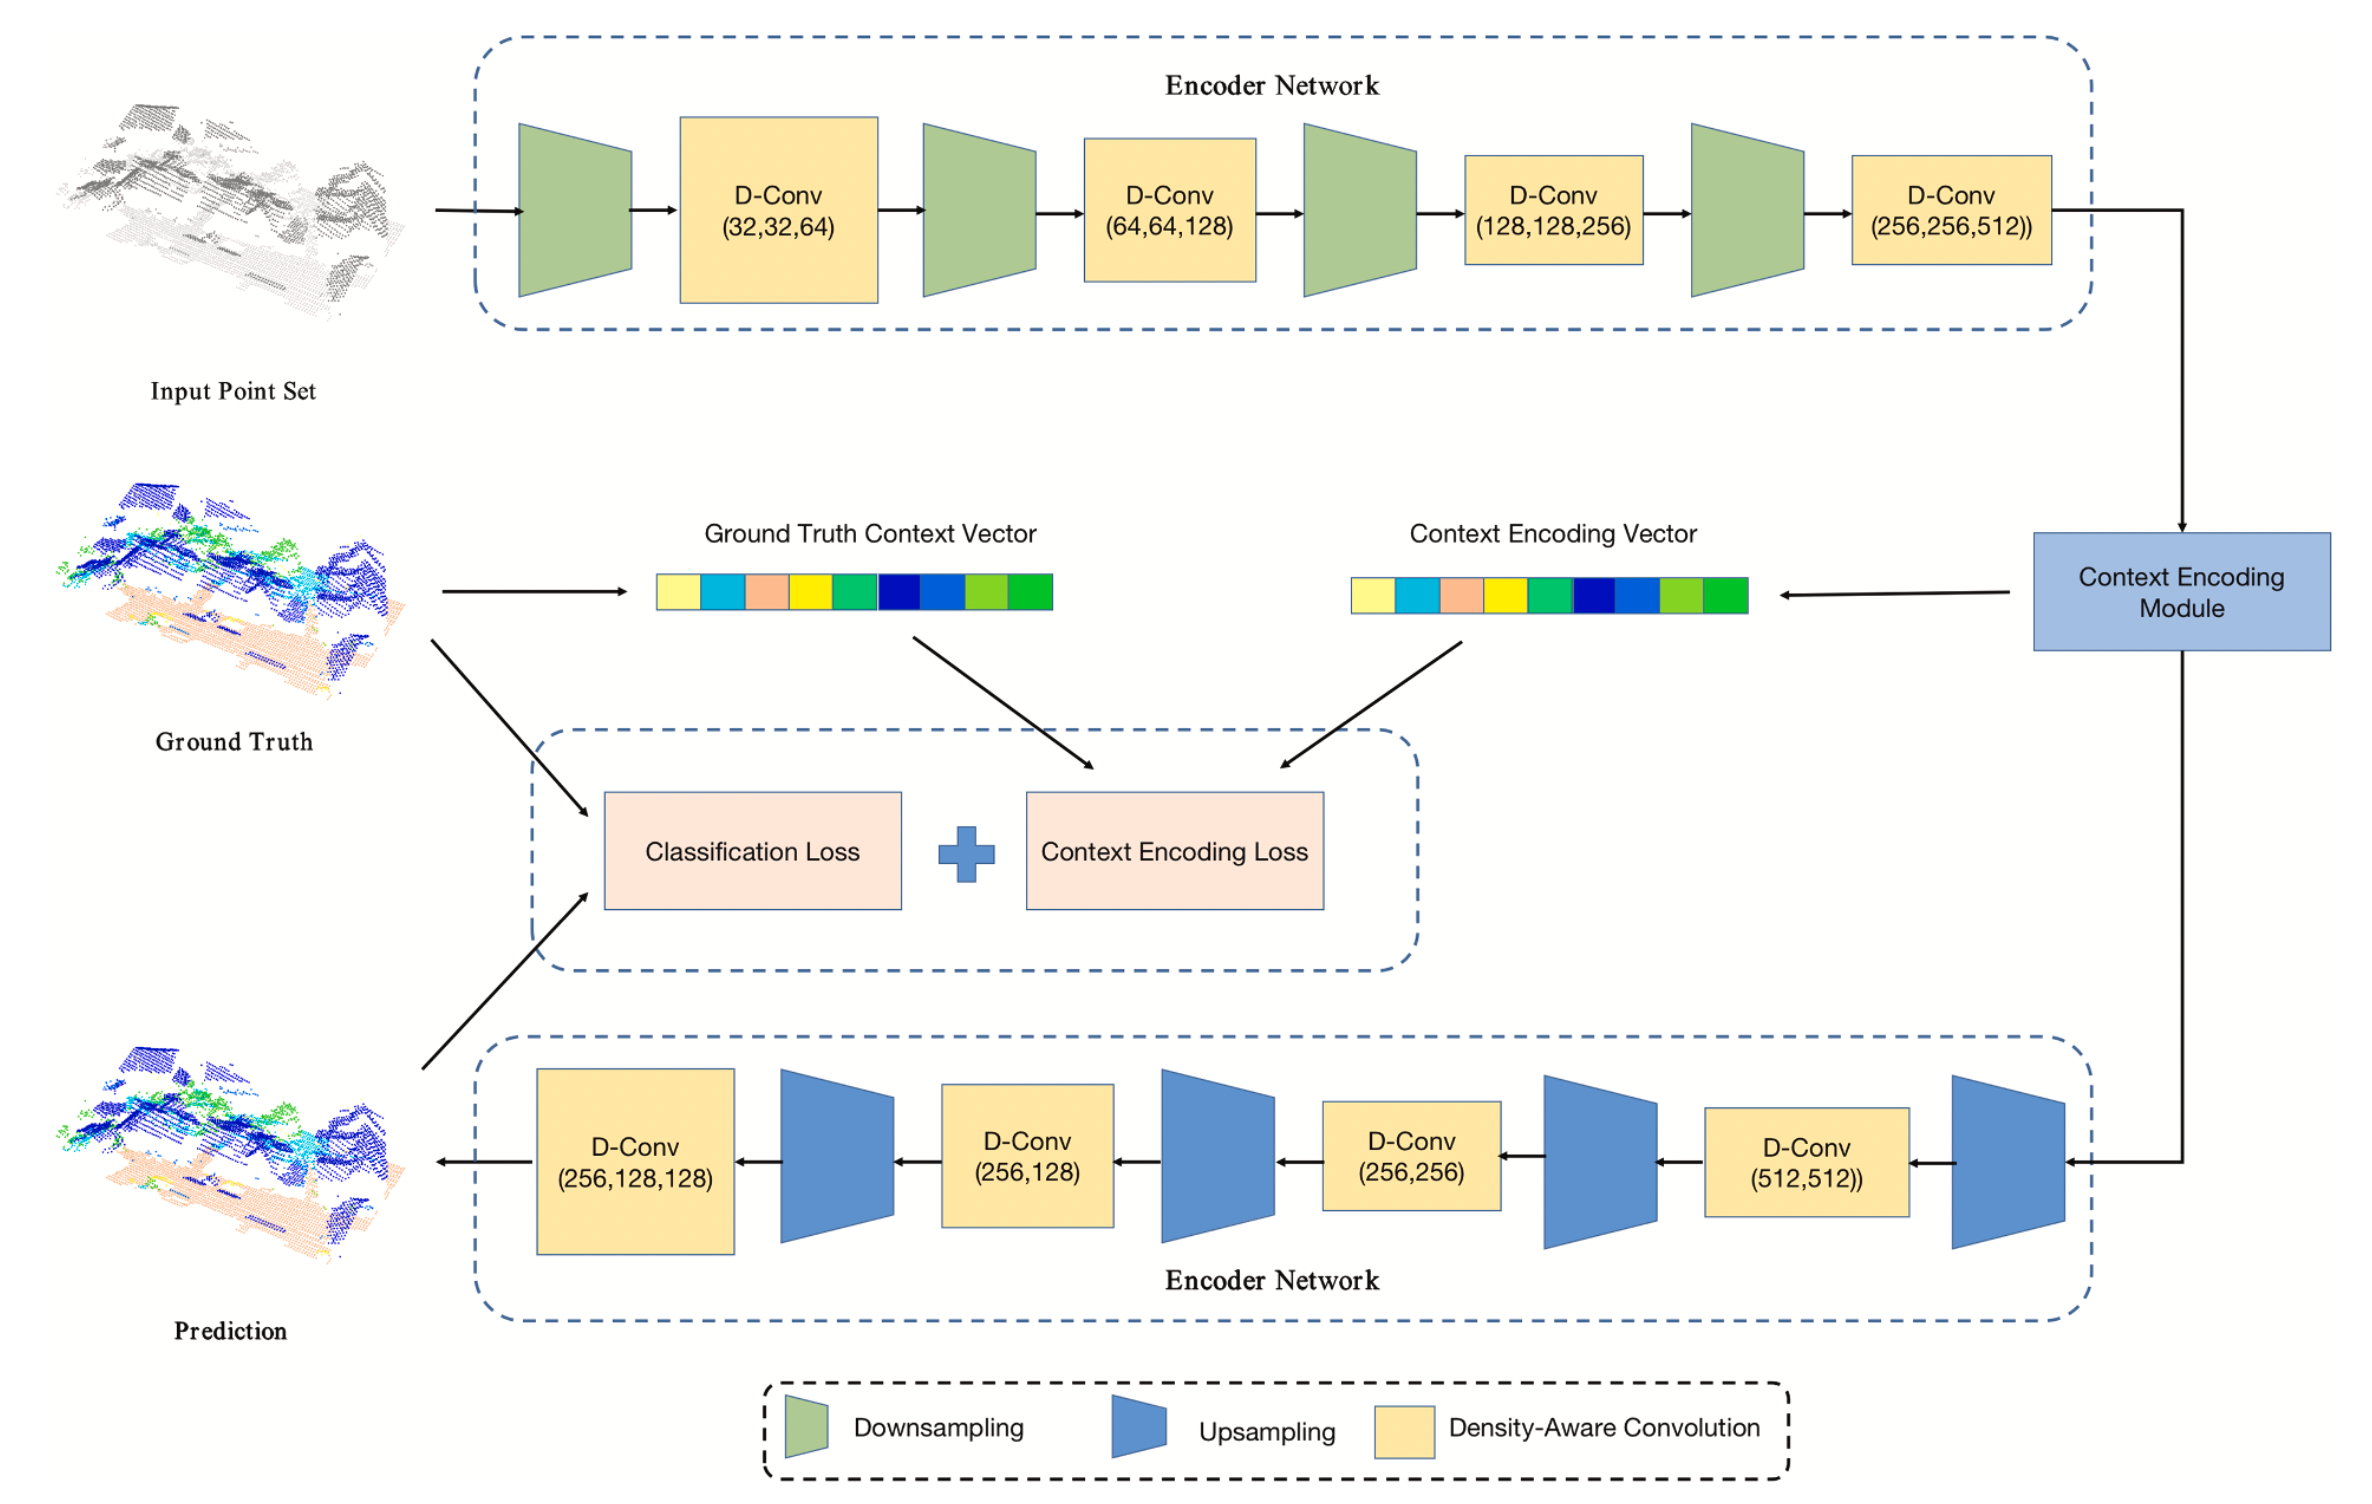 Encoder Network
D-Conv
(32,32,64)
D-Conv
(64,64,128)
D-Conv
(128,128,256)
D-Conv
(256,256,512))
Input Point Set
Ground Truth Context Vector
Context Encoding Vector
Context Encoding
Module
Ground Truth
Classification Loss
Context Encoding Loss
D-Conv
(256,128,128)
D-Conv
(256,128)
D-Conv
(256,256)
D-Conv
(512,512))
Encoder Network
Prediction
Downsampling
Upsampling
Density-Aware Convolution